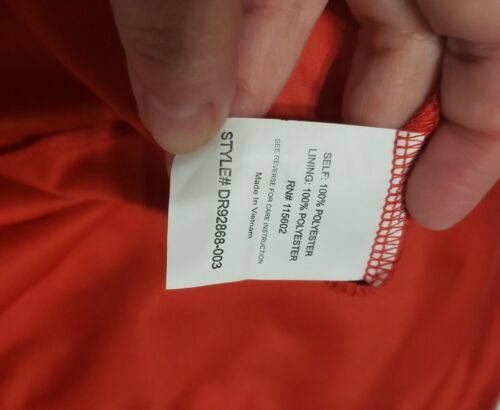 SELF: 100% POLYESTER
LINING: 100% POLYESTER
RN# 115602
SEE REVERSE FOR CARE INSTRUCTION
Made In Vietnam
STYLE# DR92868-003